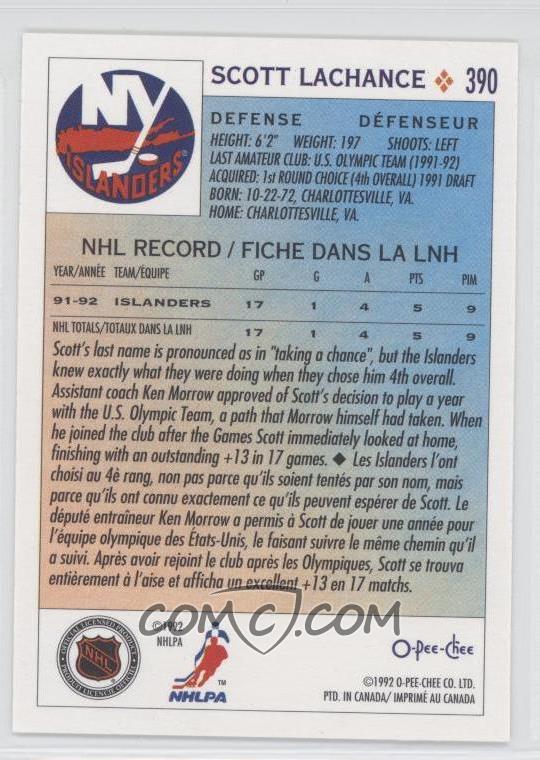 SCOTT LACHANCE 390
NY
ISLANDERS
DEFENSE DÉFENSEUR
HEIGHT: 6'2" WEIGHT: 197 SHOOTS: LEFT
LAST AMATEUR CLUB: U.S. OLYMPIC TEAM (1991-92)
ACQUIRED: 1st ROUND CHOICE (4th OVERALL) 1991 DRAFT
BORN: 10-22-72, CHARLOTTESVILLE, VA.
HOME: CHARLOTTESVILLE, VA.
NHL RECORD / FICHE DANS LA LNH
YEAR/ANNÉE TEAM/ÉQUIPE GP G A PTS PIM
91-92 ISLANDERS 17 1 4 5 9
NHL TOTALS/TOTAUX DANS LA LNH 17 1 4 5 9
Scott's last name is pronounced as in "taking a chance", but the Islanders
knew exactly what they were doing when they chose him 4th overall.
Assistant coach Ken Morrow approved of Scott's decision to play a year
with the U.S. Olympic Team, a path that Morrow himself had taken. When
he joined the club after the Games Scott immediately looked at home,
finishing with an outstanding +13 in 17 games. ◆ Les Islanders l'ont
choisi au 4è rang, non pas parce qu'ils soient tentés par son nom, mais
parce qu'ils ont connu exactement ce qu'ils peuvent espérer de Scott. Le
député entraîneur Ken Morrow a permis à Scott de jouer une année pour
l'équipe olympique des États-Unis, le faisant suivre le même chemin qu'il
a suivi. Après avoir rejoint le club après les Olympiques, Scott se trouva
entièrement à l'aise et afficha un excellent +13 en 17 matchs.
COMC.COM
OFFICIAL LICENSED PRODUCT
NHL
PRODUIT LICENCIÉ OFFICIEL
©1992
NHLPA
NHLPA ™
O-Pee-Chee
©1992 O-PEE-CHEE CO. LTD.
PTD. IN CANADA/ IMPRIMÉ AU CANADA